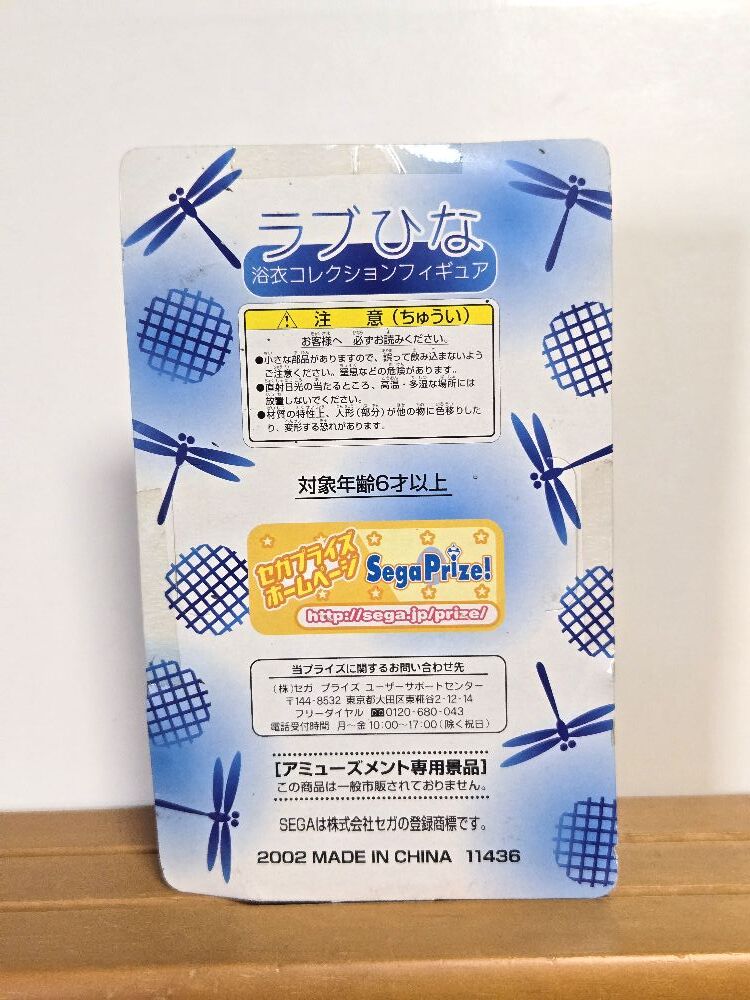 ラブひな
浴衣コレクションフィギュア
⚠ 注 意(ちゅうい)
お客様へ 必ずお読みください。
●小さな部品がありますので、誤って飲み込まないよう
ご注意ください。窒息などの危険があります。
●直射日光の当たるところ、高温・多湿な場所には
放置しないでください。
●材質の特性上、人形(部分)が他の物に色移りした
り、変形する恐れがあります。
対象年齢6才以上
セガプライズ
ホームページ
SegaPrize!
http://sega.jp/prize/
当プライズに関するお問い合わせ先
(株)セガ プライズ ユーザーサポートセンター
〒144-8532 東京都大田区東糀谷2-12-14
フリーダイヤル 0120-680-043
電話受付時間 月〜金 10:00〜17:00(除く祝日)
[アミューズメント専用景品]
この商品は一般市販されておりません。
SEGAは株式会社セガの登録商標です。
2002 MADE IN CHINA 11436